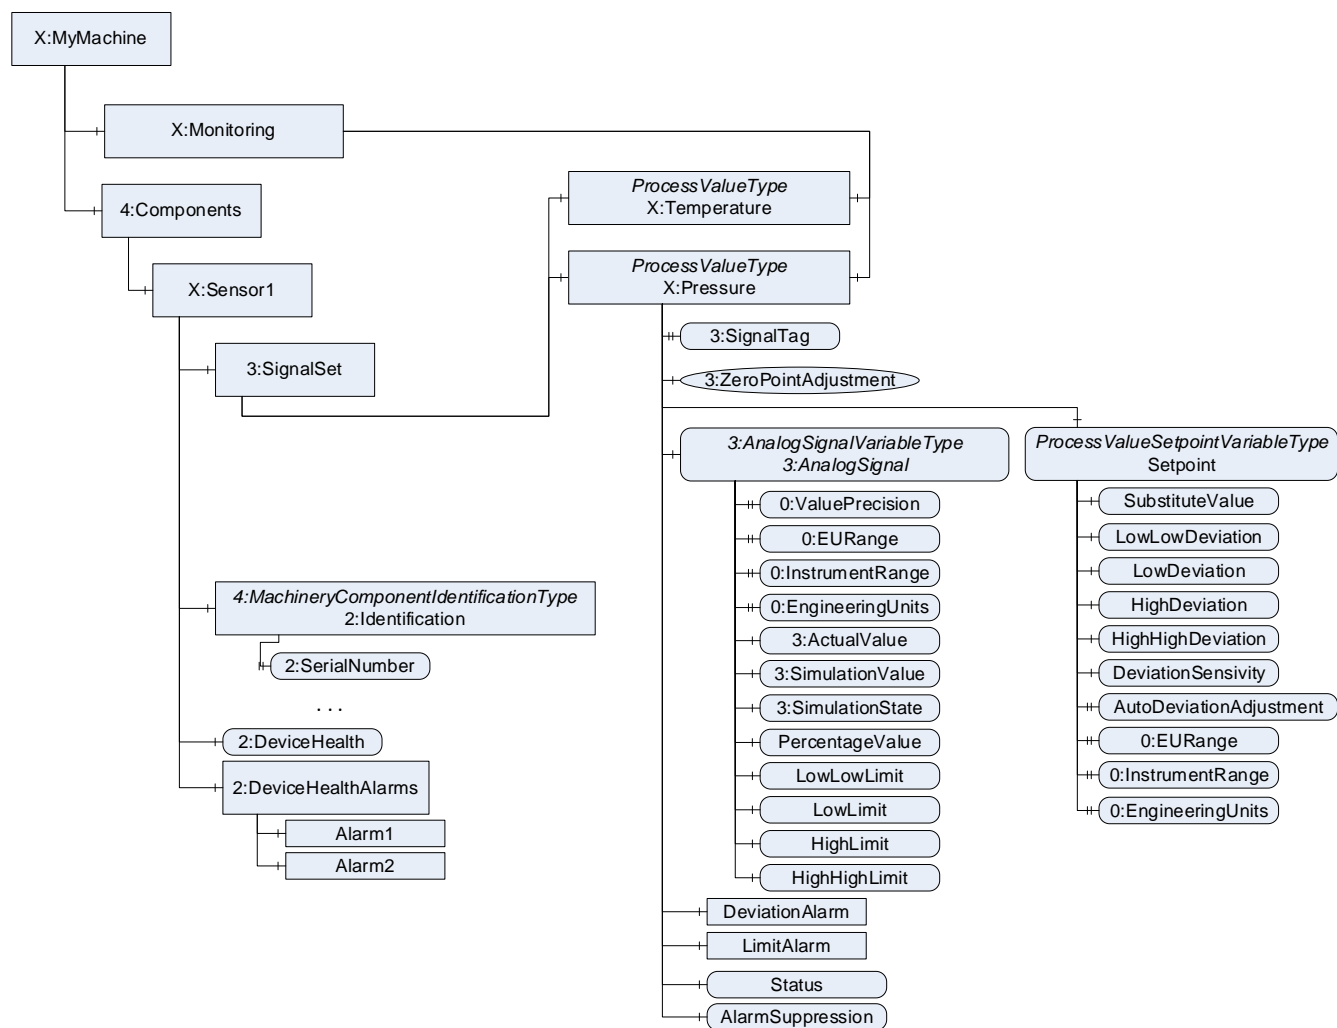 X:MyMachine
X:Monitoring
4:Components
X:Sensor1
3:SignalSet
4:MachineryComponentIdentificationType
2:Identification
2:SerialNumber
. . .
2:DeviceHealth
2:DeviceHealthAlarms
Alarm1
Alarm2
ProcessValueType
X:Temperature
ProcessValueType
X:Pressure
3:SignalTag
3:ZeroPointAdjustment
3:AnalogSignalVariableType
3:AnalogSignal
0:ValuePrecision
0:EURange
0:InstrumentRange
0:EngineeringUnits
3:ActualValue
3:SimulationValue
3:SimulationState
PercentageValue
LowLowLimit
LowLimit
HighLimit
HighHighLimit
DeviationAlarm
LimitAlarm
Status
AlarmSuppression
ProcessValueSetpointVariableType
Setpoint
SubstituteValue
LowLowDeviation
LowDeviation
HighDeviation
HighHighDeviation
DeviationSensivity
AutoDeviationAdjustment
0:EURange
0:InstrumentRange
0:EngineeringUnits